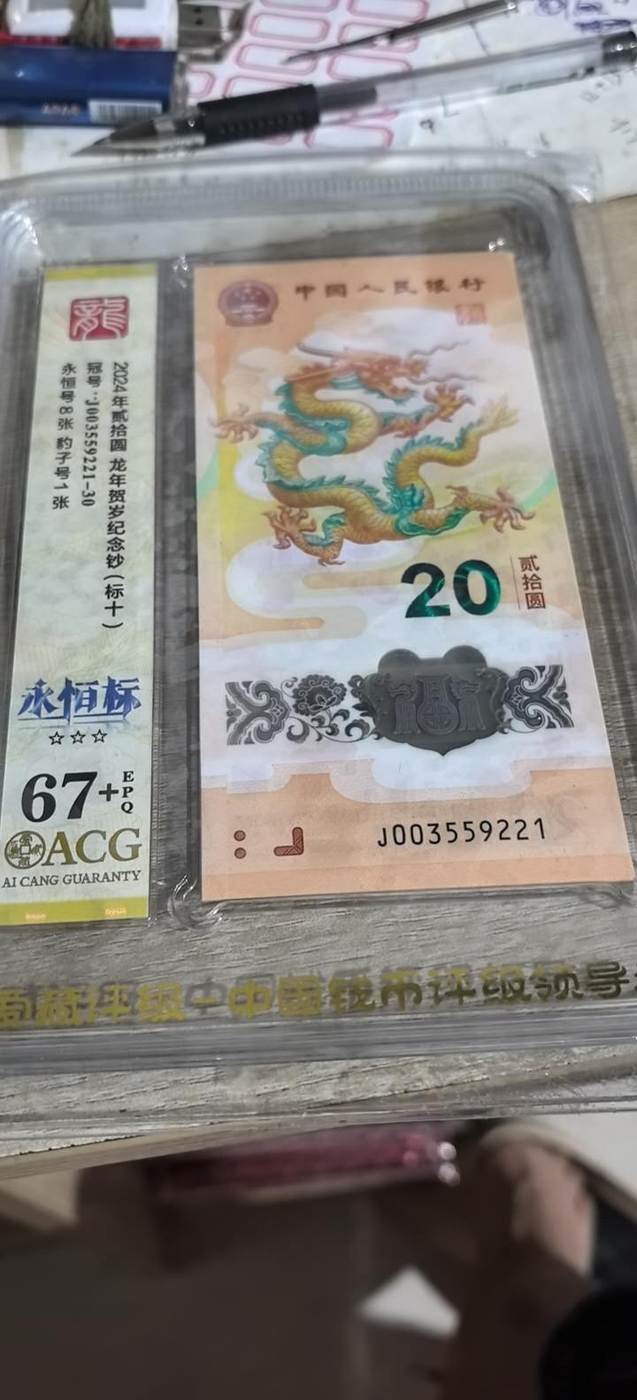 龍
2024年贰拾圆 龙年贺岁纪念钞(标十)
冠号:J003559221-30
永恒号8张 豹子号1张
永恒标
☆☆☆
67+EPQ
ACG
AI CANG GUARANTY
中国人民银行
20
贰拾圆
J003559221
藏评级-中国钱币评级领导